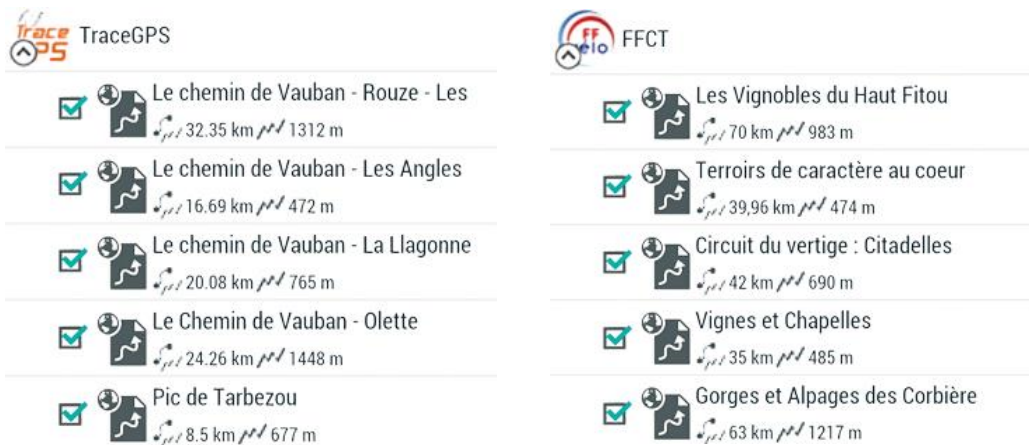 Trace
GPS
TraceGPS
Le chemin de Vauban - Rouze - Les
32.35 km 1312 m
Le chemin de Vauban - Les Angles
16.69 km 472 m
Le chemin de Vauban - La Llagonne
20.08 km 765 m
Le Chemin de Vauban - Olette
24.26 km 1448 m
Pic de Tarbezou
8.5 km 677 m
FF
elo
FFCT
Les Vignobles du Haut Fitou
70 km 983 m
Terroirs de caractère au coeur
39,96 km 474 m
Circuit du vertige : Citadelles
42 km 690 m
Vignes et Chapelles
35 km 485 m
Gorges et Alpages des Corbière
63 km 1217 m